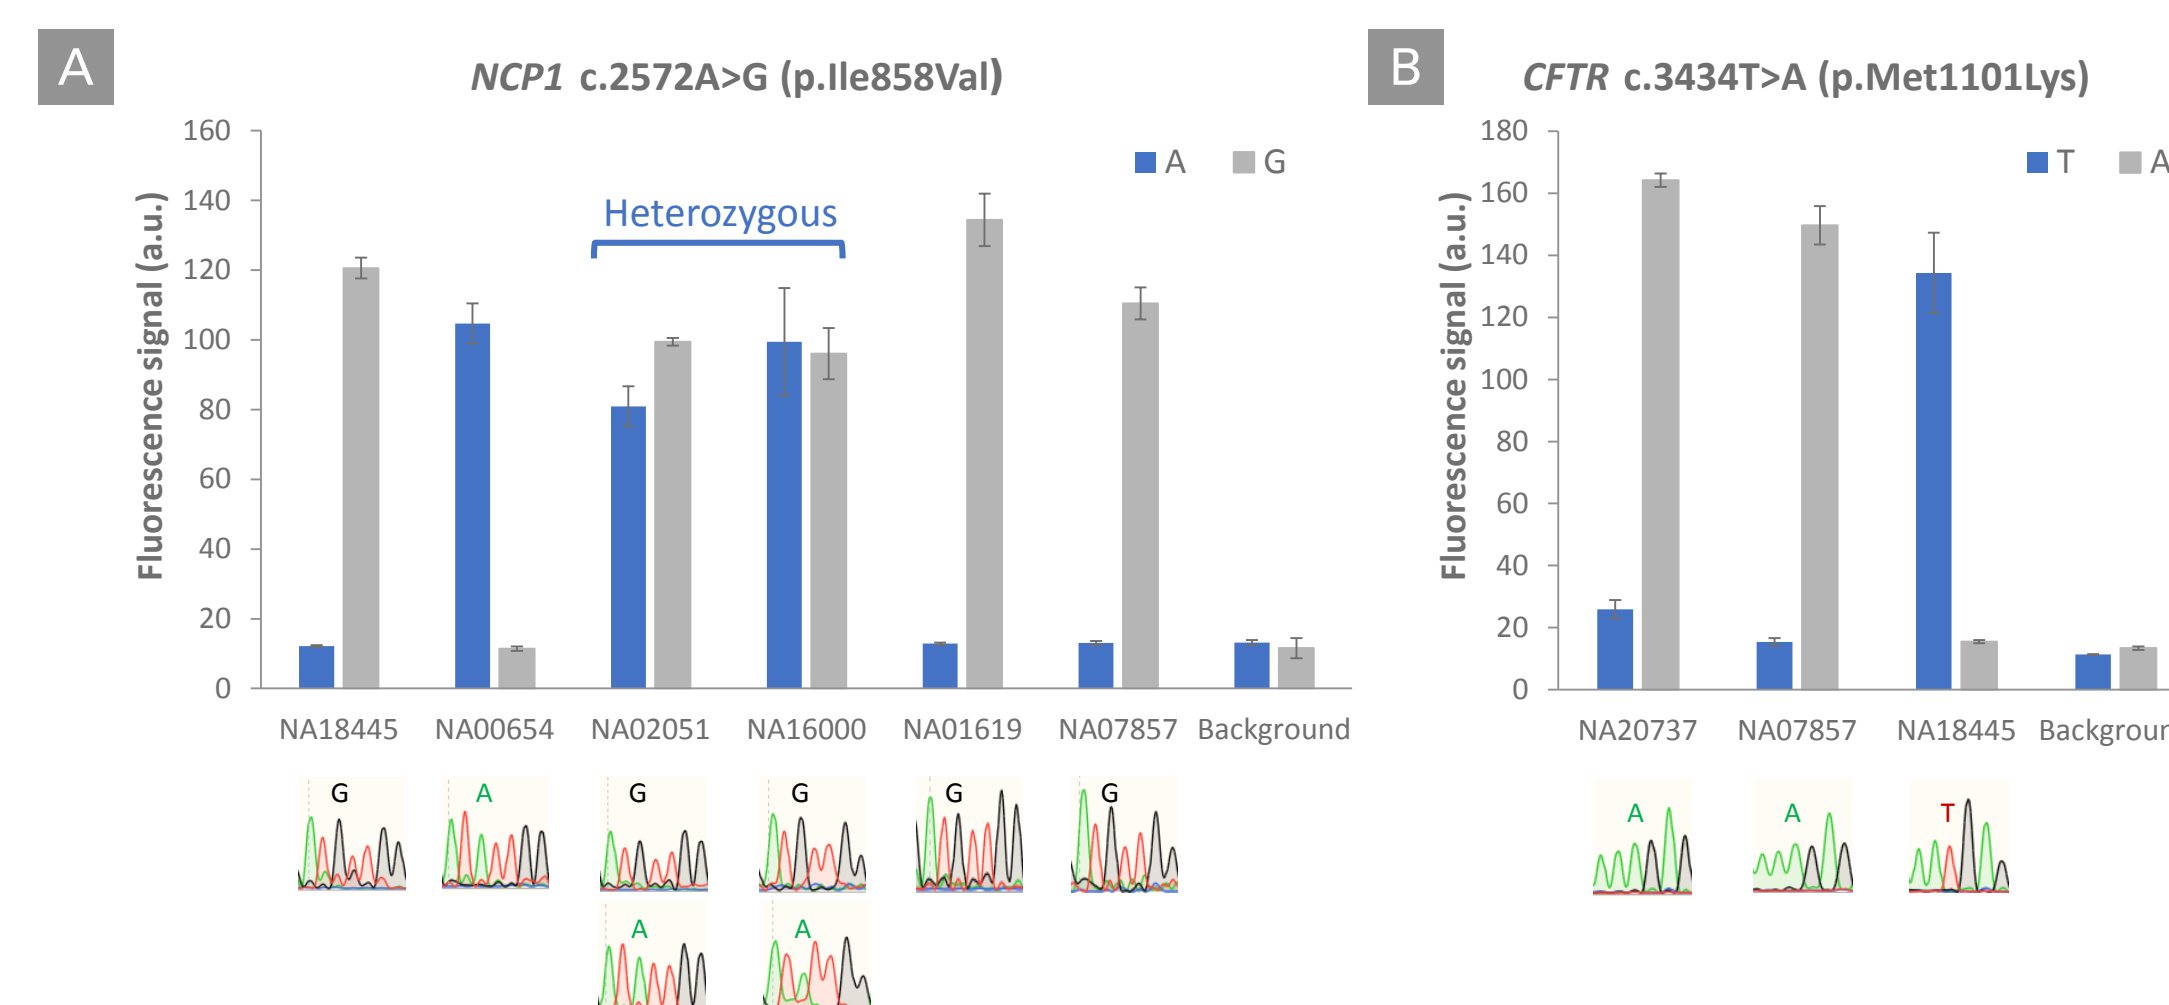 A
NCP1 c.2572A>G (p.Ile858Val)
160
140
120
100
80
60
40
20
0
Fluorescence signal (a.u.)
A
G
Heterozygous
NA18445 NA00654 NA02051 NA16000 NA01619 NA07857 Background
G A G G G G
A A
B
CFTR c.3434T>A (p.Met1101Lys)
180
160
140
120
100
80
60
40
20
0
Fluorescence signal (a.u.)
T
A
NA20737 NA07857 NA18445 Backgroun
A A T